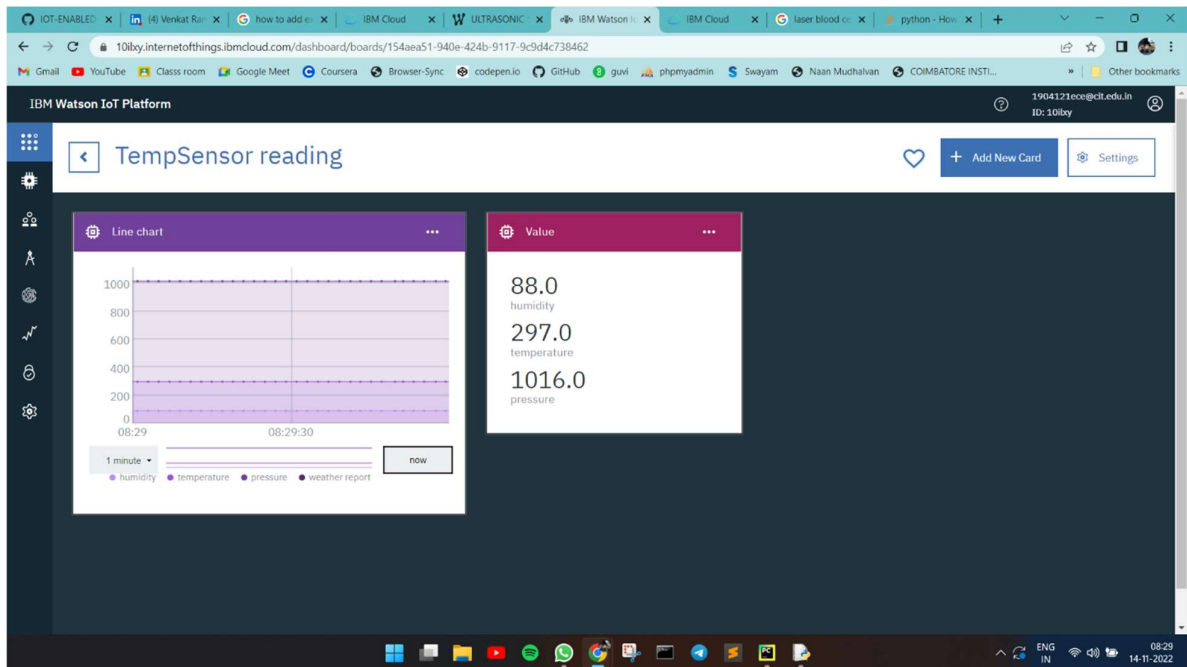 IOT-ENABLED
(4) Venkat Ran
how to add ex
IBM Cloud
ULTRASONIC
IBM Watson Io
IBM Cloud
laser blood ce
python - How
10ilxy.internetofthings.ibmcloud.com/dashboard/boards/154aea51-940e-424b-9117-9c9d4c738462
Gmail YouTube Classs room Google Meet Coursera Browser-Sync codepen.io GitHub guvi phpmyadmin Swayam Naan Mudhalvan COIMBATORE INSTI... » Other bookmarks
IBM Watson IoT Platform
1904121ece@cit.edu.in
ID: 10ilxy
TempSensor reading
+ Add New Card
Settings
Line chart
1000
800
600
400
200
0
08:29 08:29:30
1 minute
now
humidity temperature pressure weather report
Value
88.0
humidity
297.0
temperature
1016.0
pressure
ENG
IN
08:29
14-11-2022